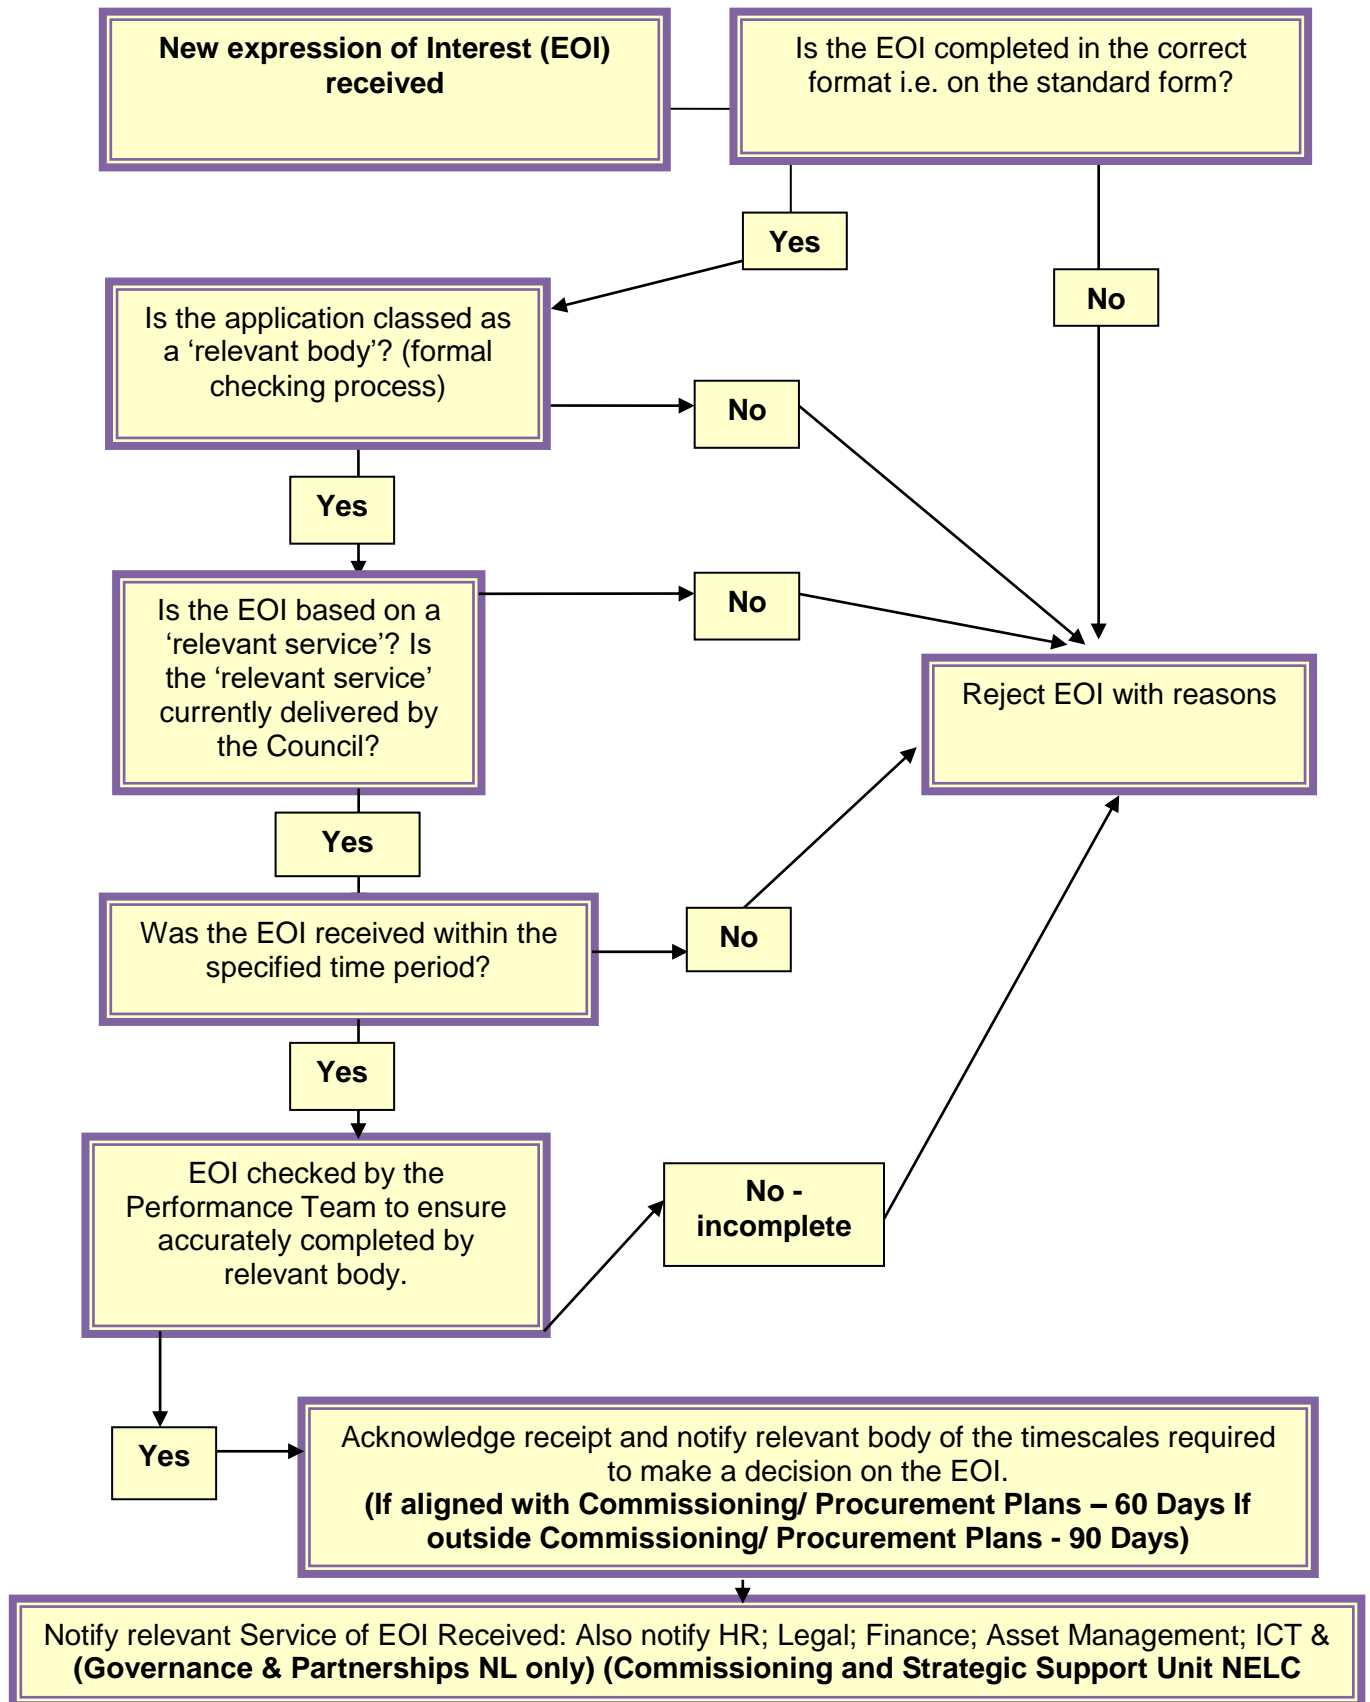 New expression of Interest (EOI)
received
Is the EOI completed in the correct
format i.e. on the standard form?
Yes
No
Is the application classed as
a ‘relevant body’? (formal
checking process)
No
Yes
Is the EOI based on a
‘relevant service’? Is
the ‘relevant service’
currently delivered by
the Council?
No
Reject EOI with reasons
Yes
Was the EOI received within the
specified time period?
No
Yes
EOI checked by the
Performance Team to ensure
accurately completed by
relevant body.
No -
incomplete
Yes
Acknowledge receipt and notify relevant body of the timescales required
to make a decision on the EOI.
(If aligned with Commissioning/ Procurement Plans – 60 Days If
outside Commissioning/ Procurement Plans - 90 Days)
Notify relevant Service of EOI Received: Also notify HR; Legal; Finance; Asset Management; ICT &
(Governance & Partnerships NL only) (Commissioning and Strategic Support Unit NELC